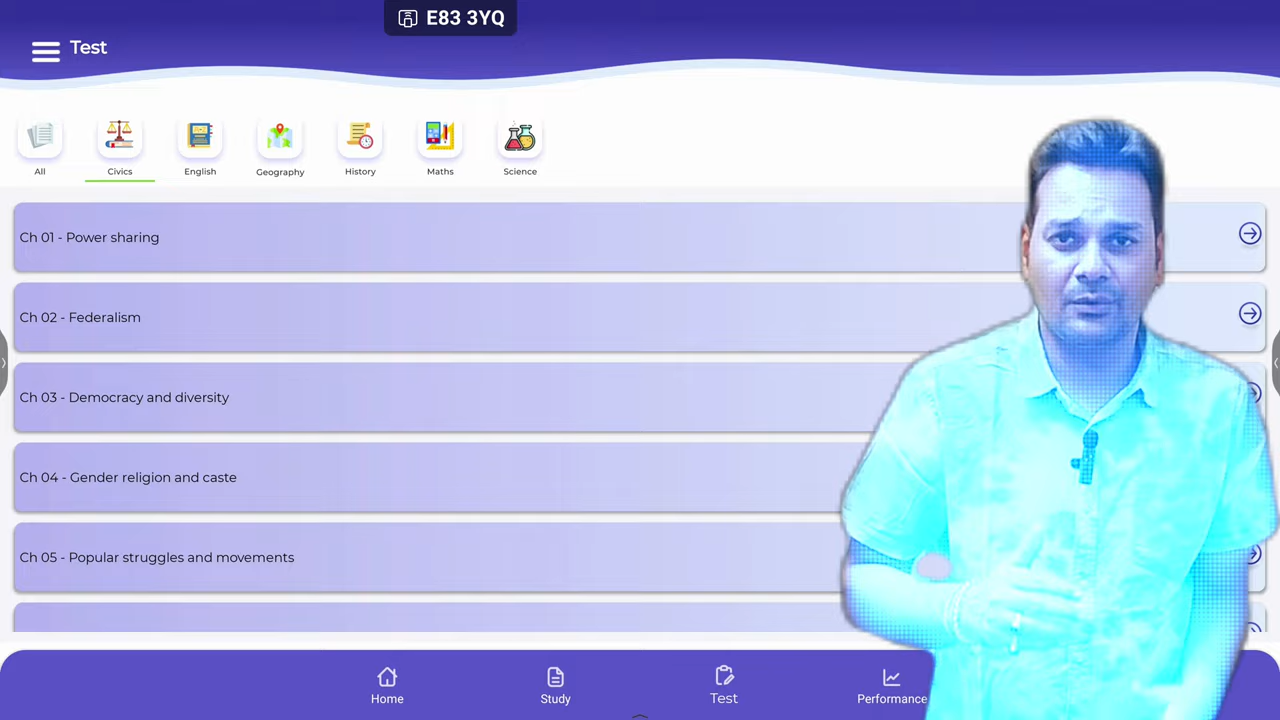 E83 3YQ
Test
All
Civics
English
Geography
History
Maths
Science
Ch 01 - Power sharing
Ch 02 - Federalism
Ch 03 - Democracy and diversity
Ch 04 - Gender religion and caste
Ch 05 - Popular struggles and movements
Home
Study
Test
Performance